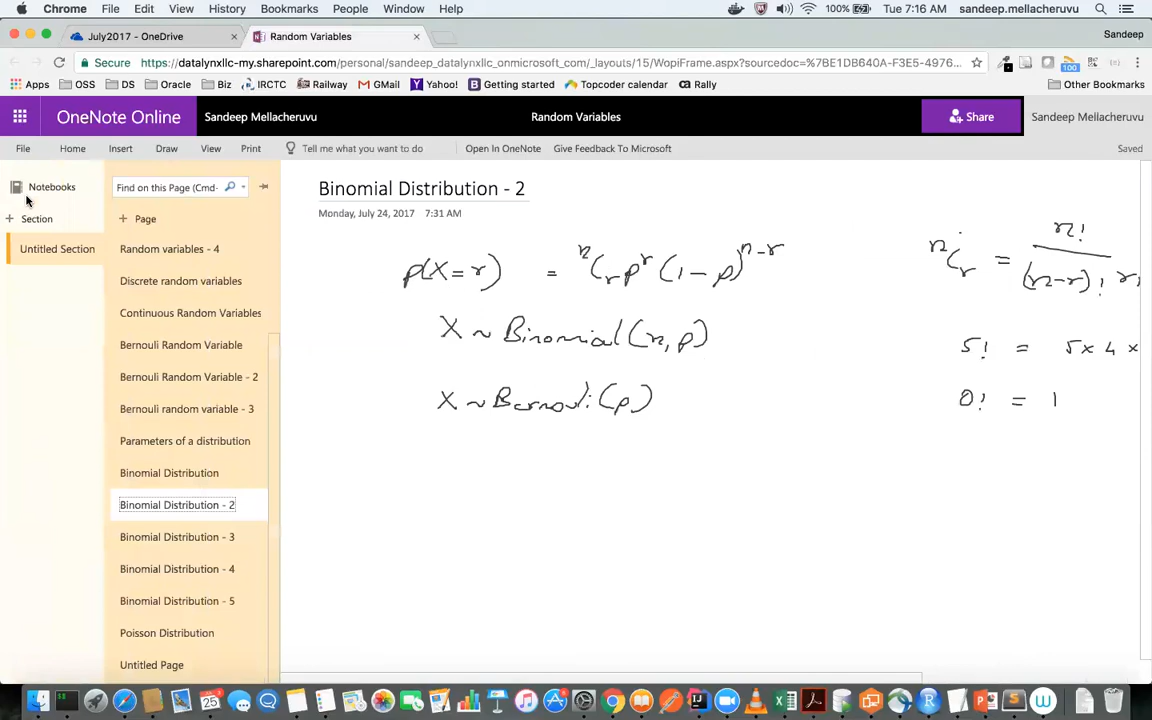 Chrome File Edit View History Bookmarks People Window Help 100% Tue 7:16 AM sandeep.mellacheruvu
July2017 - OneDrive × Random Variables × Sandeep
Secure https://datalynxllc-my.sharepoint.com/personal/sandeep_datalynxllc_onmicrosoft_com/_layouts/15/WopiFrame.aspx?sourcedoc=%7BE1DB640A-F3E5-4976... 100
Apps OSS DS Oracle Biz IRCTC Railway GMail Yahoo! Getting started Topcoder calendar Rally Other Bookmarks
OneNote Online Sandeep Mellacheruvu Random Variables Share Sandeep Mellacheruvu
File Home Insert Draw View Print Tell me what you want to do Open In OneNote Give Feedback To Microsoft Saved
Notebooks
+ Section
Untitled Section
Find on this Page (Cmd-
+ Page
Random variables - 4
Discrete random variables
Continuous Random Variables
Bernouli Random Variable
Bernouli Random Variable - 2
Bernouli random variable - 3
Parameters of a distribution
Binomial Distribution
Binomial Distribution - 2
Binomial Distribution - 3
Binomial Distribution - 4
Binomial Distribution - 5
Poisson Distribution
Untitled Page
Binomial Distribution - 2
Monday, July 24, 2017 7:31 AM
p(X=r) = ⁿCᵣ pʳ (1-p)ⁿ⁻ʳ
X ~ Binomial(n, p)
X ~ Bernouli(p)
ⁿCᵣ = n! / (n-r)! r!
5! = 5 x 4 x
0! = 1
25